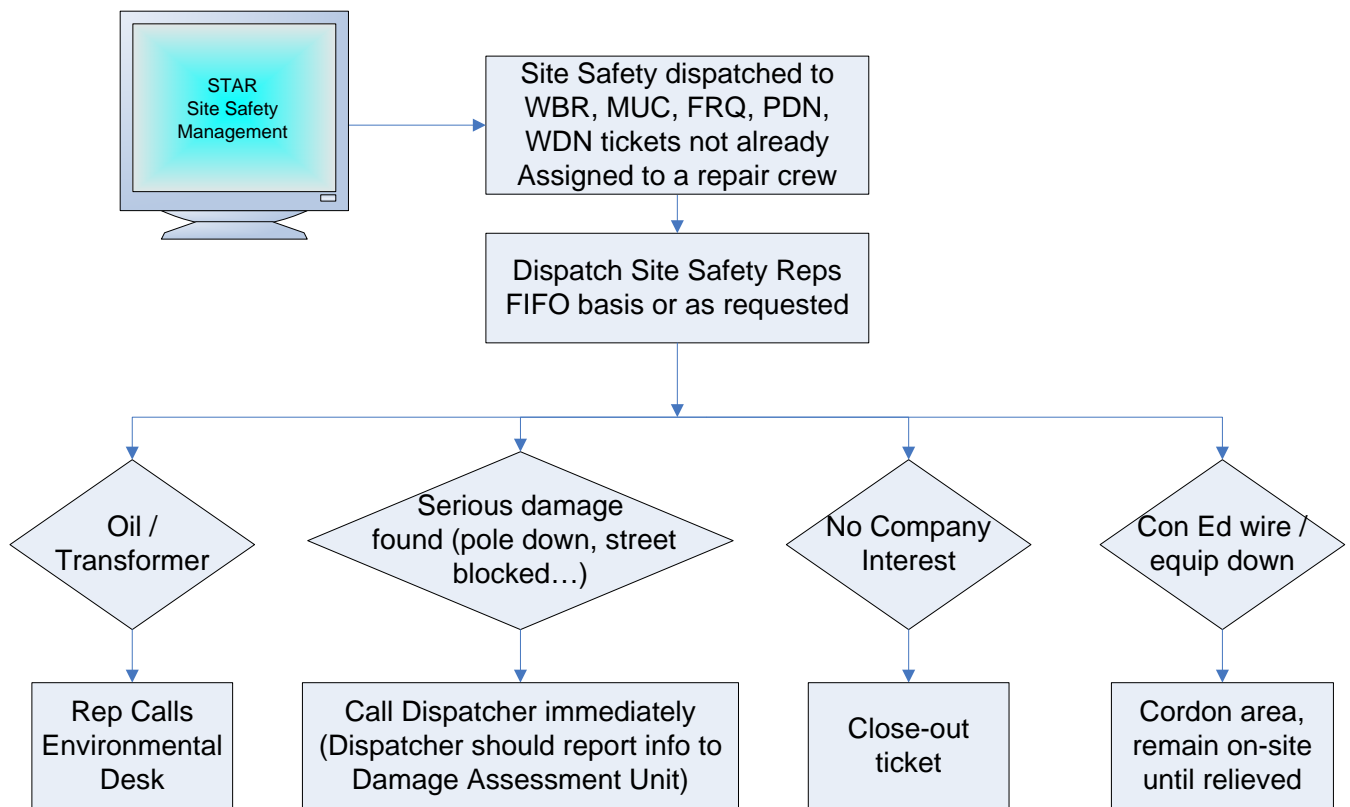 STAR
Site Safety
Management
Site Safety dispatched to
WBR, MUC, FRQ, PDN,
WDN tickets not already
Assigned to a repair crew
Dispatch Site Safety Reps
FIFO basis or as requested
Oil /
Transformer
Serious damage
found (pole down, street
blocked…)
No Company
Interest
Con Ed wire /
equip down
Rep Calls
Environmental
Desk
Call Dispatcher immediately
(Dispatcher should report info to
Damage Assessment Unit)
Close-out
ticket
Cordon area,
remain on-site
until relieved